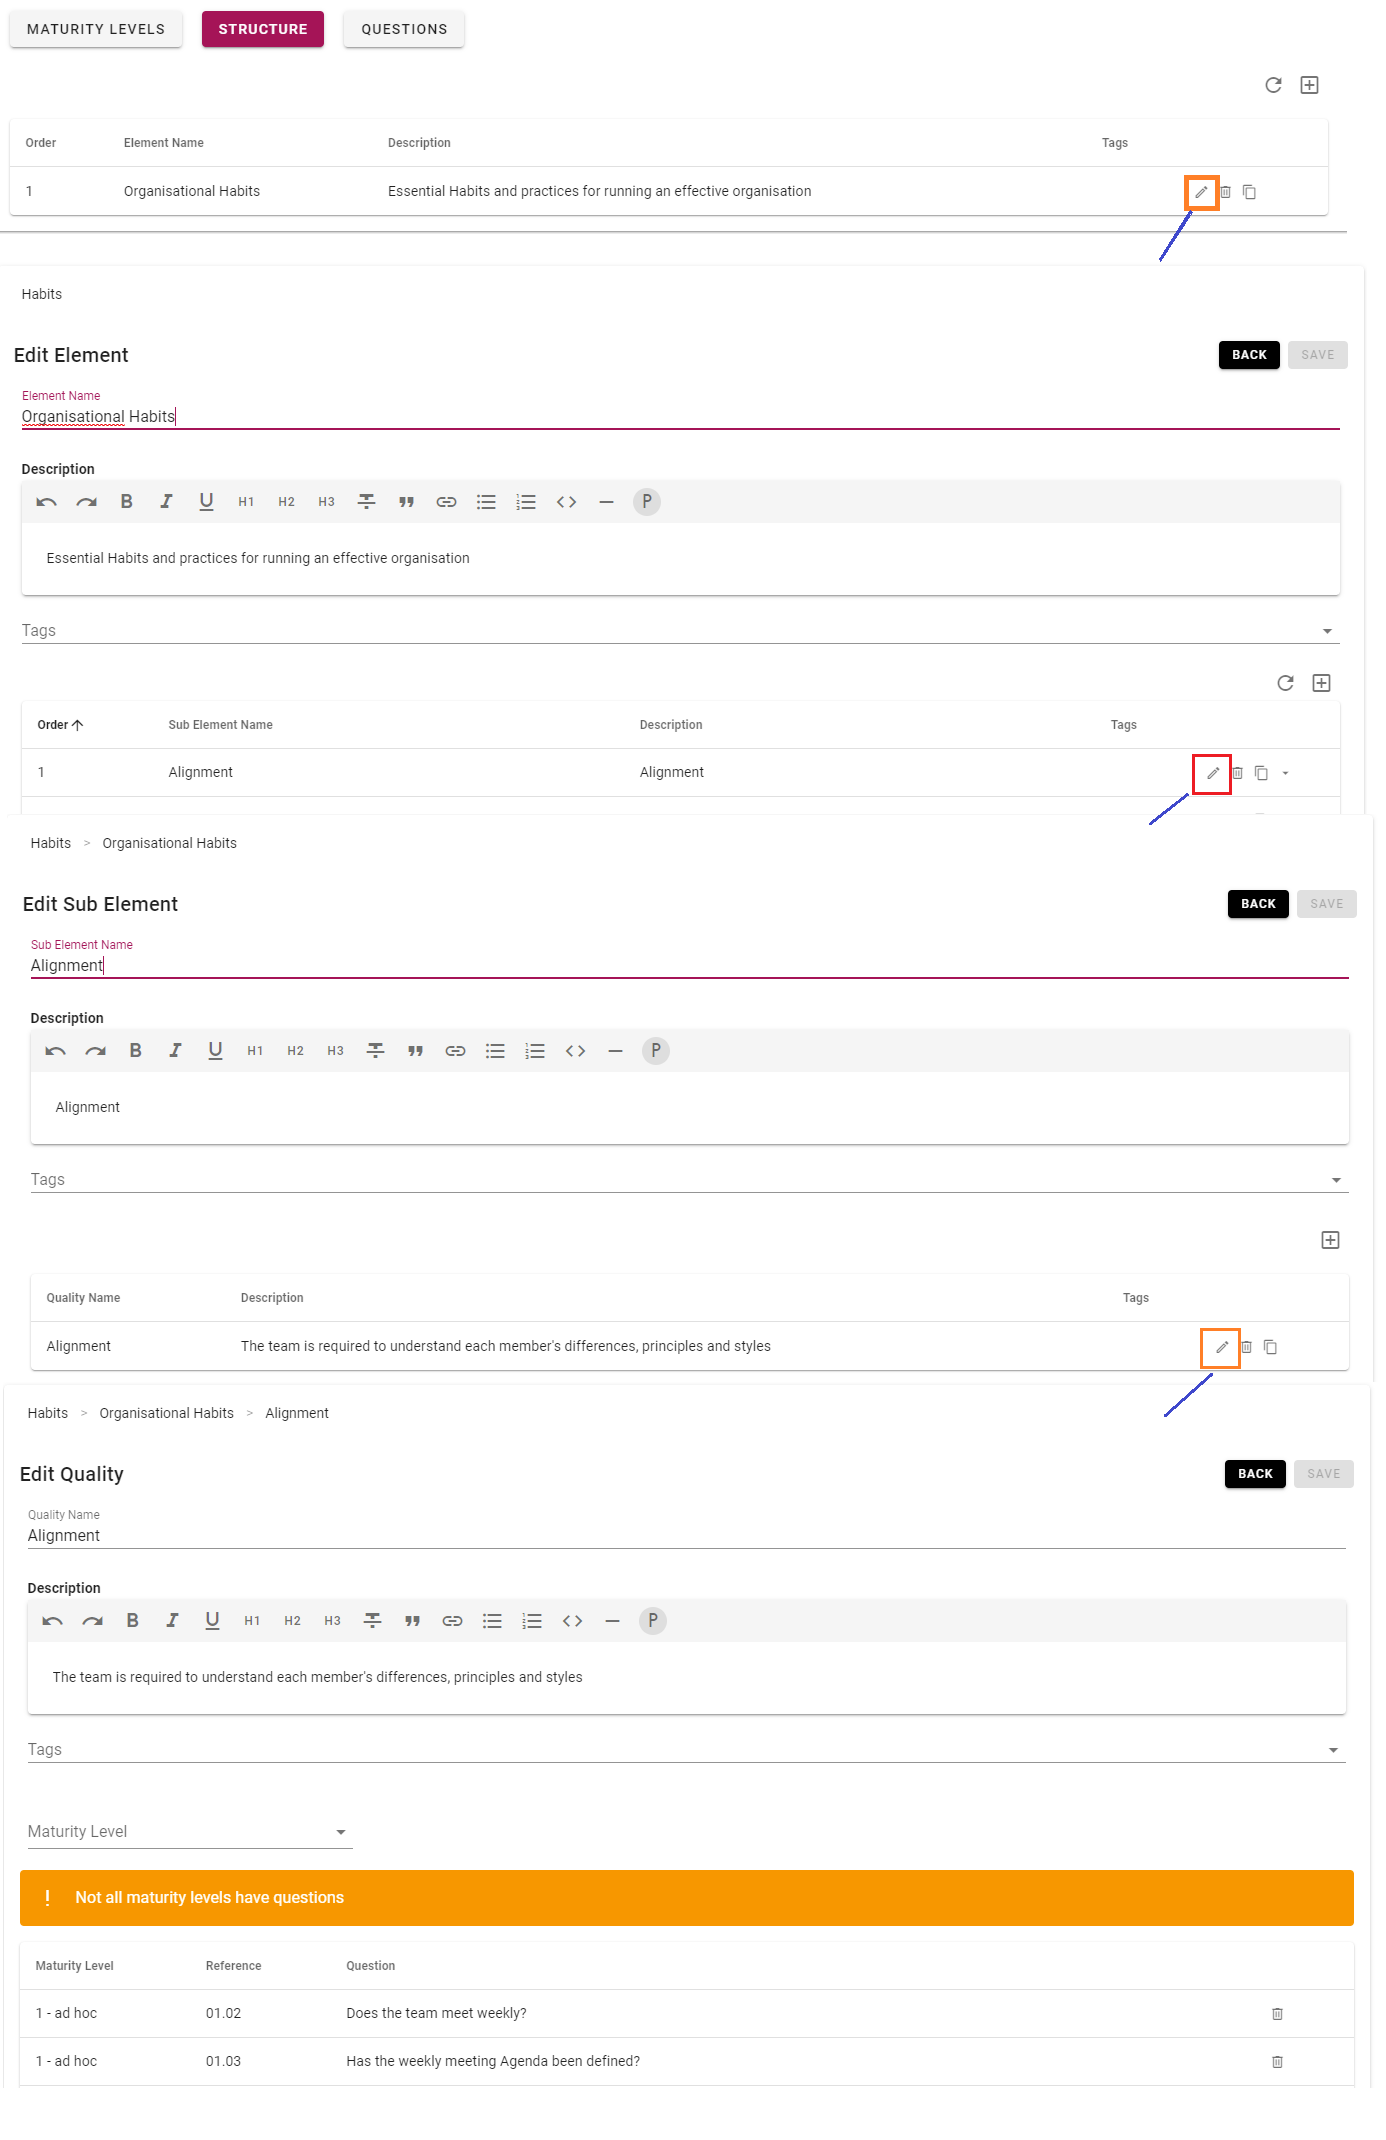 MATURITY LEVELS STRUCTURE QUESTIONS
Order Element Name Description Tags
1 Organisational Habits Essential Habits and practices for running an effective organisation
Habits
Edit Element BACK SAVE
Element Name
Organisational Habits
Description
B I U H1 H2 H3 P
Essential Habits and practices for running an effective organisation
Tags
Order Sub Element Name Description Tags
1 Alignment Alignment
Habits > Organisational Habits
Edit Sub Element BACK SAVE
Sub Element Name
Alignment
Description
B I U H1 H2 H3 P
Alignment
Tags
Quality Name Description Tags
Alignment The team is required to understand each member's differences, principles and styles
Habits > Organisational Habits > Alignment
Edit Quality BACK SAVE
Quality Name
Alignment
Description
B I U H1 H2 H3 P
The team is required to understand each member's differences, principles and styles
Tags
Maturity Level
! Not all maturity levels have questions
Maturity Level Reference Question
1 - ad hoc 01.02 Does the team meet weekly?
1 - ad hoc 01.03 Has the weekly meeting Agenda been defined?